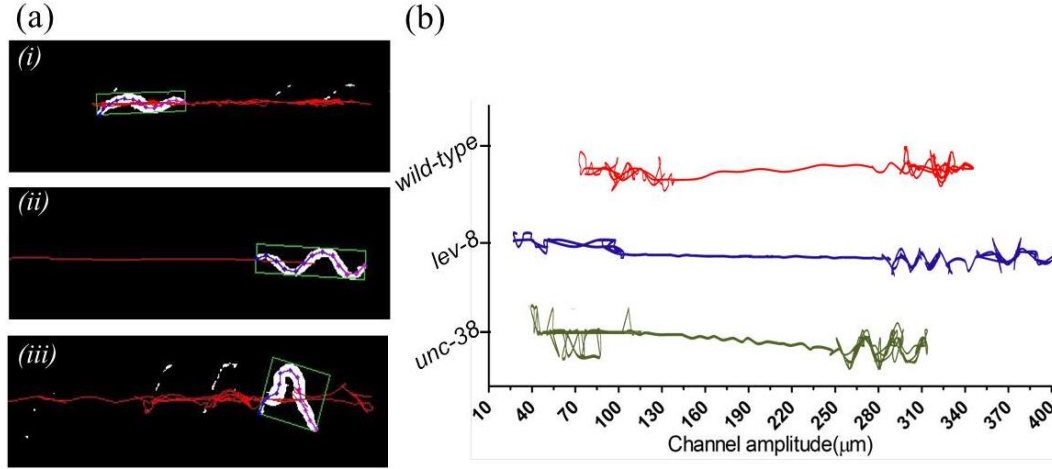 (a)
(i)
(ii)
(iii)
(b)
wild-type
lev-8
unc-38
10 40 70 100 130 160 190 220 250 280 310 340 400
Channel amplitude(μm)